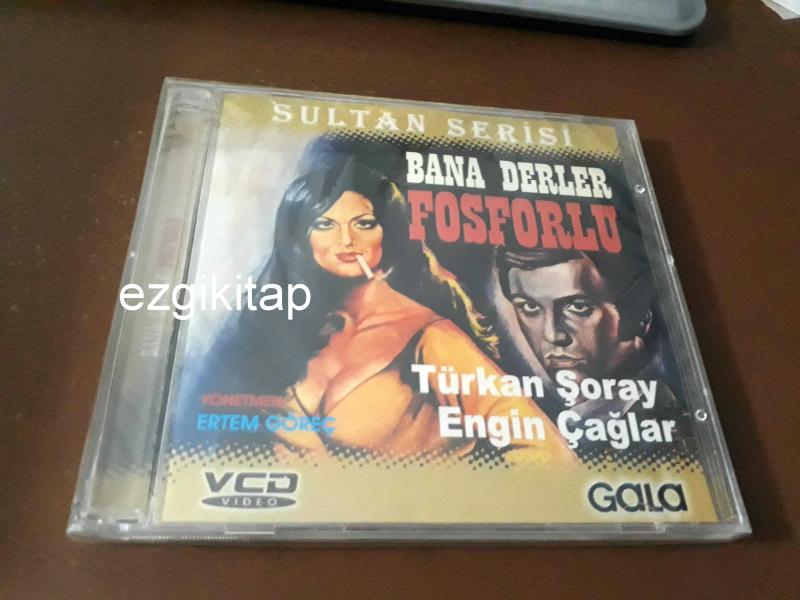 SULTAN SERİSİ
BANA DERLER
FOSFORLU
ezgikitap
Türkan Şoray
Engin Çağlar
YÖNETMEN:
ERTEM GÖREÇ
VCD
VIDEO
GALA